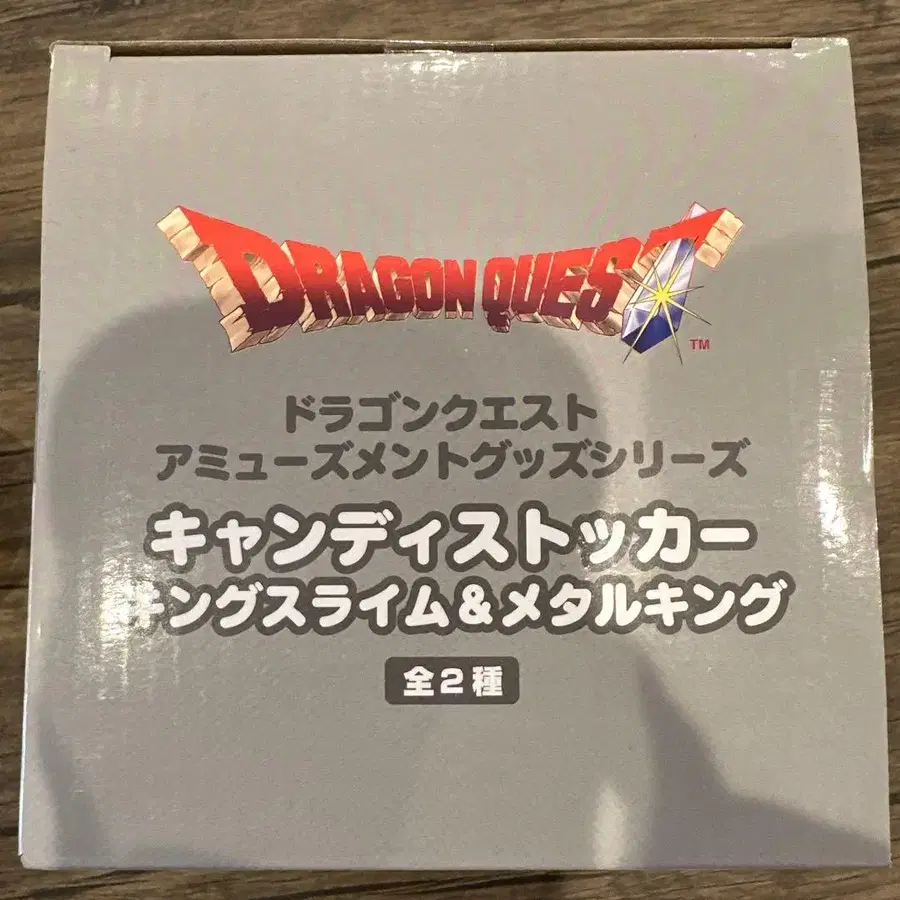 DRAGON QUEST
TM
ドラゴンクエスト
アミューズメントグッズシリーズ
キャンディストッカー
キングスライム&メタルキング
全2種